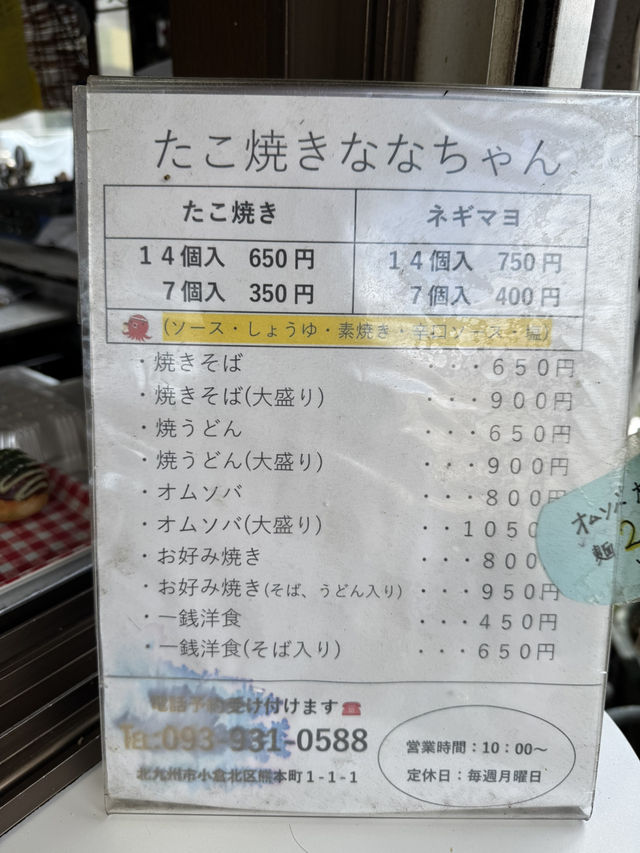 たこ焼きななちゃん
たこ焼き ネギマヨ
１４個入 650円 １４個入 750円
７個入 350円 ７個入 400円
(ソース・しょうゆ・素焼き・辛口ソース・塩)
・焼きそば ・・・６５０円
・焼きそば(大盛り) ・・・９００円
・焼うどん ・・・６５０円
・焼うどん(大盛り) ・・・９００円
・オムソバ ・・・８００円
・オムソバ(大盛り) ・・１０５０
・お好み焼き ・・・８００
・お好み焼き(そば、うどん入り) ・・・９５０円
・一銭洋食 ・・・４５０円
・一銭洋食(そば入り) ・・・６５０円
オムソバ
麺 2
電話予約受け付けます☎
℡:093-931-0588
北九州市小倉北区熊本町１-１-１
営業時間：10：00～
定休日：毎週月曜日